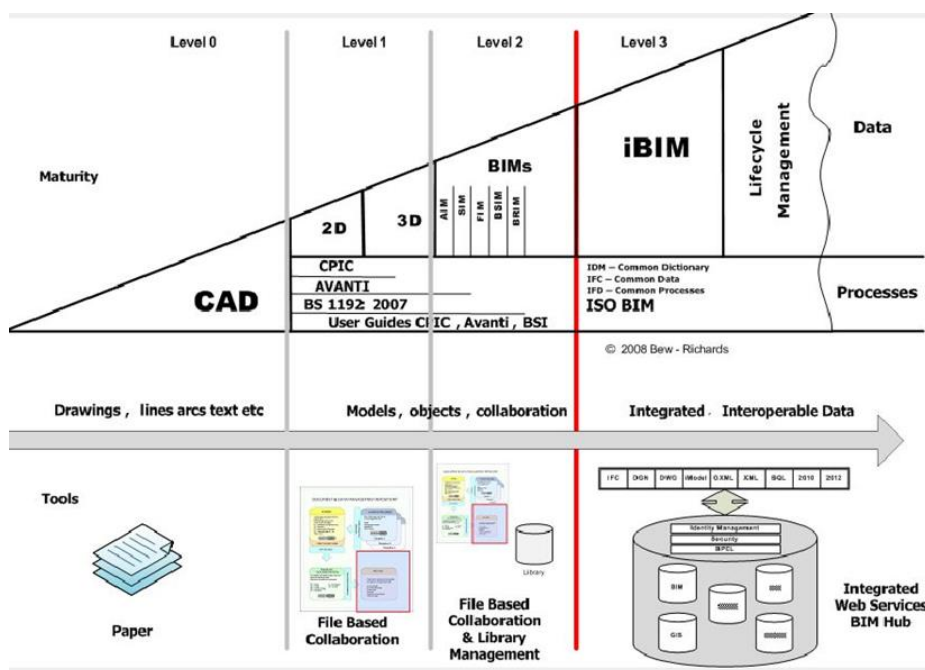 Level 0
Level 1
Level 2
Level 3
Maturity
CAD
2D
3D
BIMs
AIM
SIM
FIM
BSIM
BRIM
iBIM
Lifecycle
Management
Data
CPIC
AVANTI
BS 1192: 2007
User Guides CPIC , Avanti , BSI
IDM – Common Dictionary
IFC – Common Data
IFD – Common Processes
ISO BIM
Processes
© 2008 Bew - Richards
Drawings , lines arcs text etc
Models , objects , collaboration
Integrated Interoperable Data
Tools
Paper
File Based
Collaboration
Library
File Based
Collaboration
& Library
Management
IFC DGN DWG iModel SQL 2010 2012
Identity Management
Security
BIM
GIS
Integrated
Web Services
BIM Hub